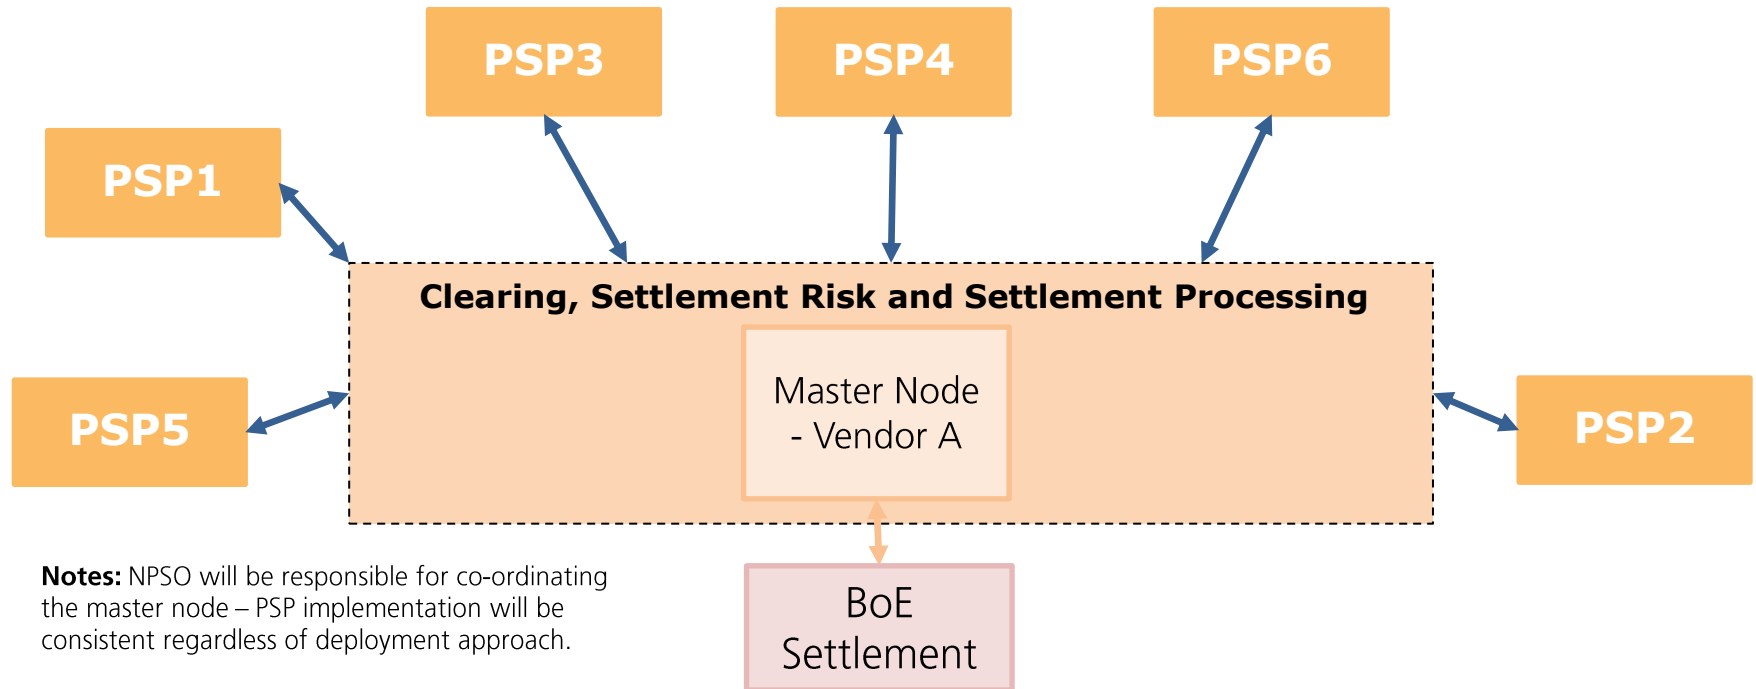 PSP3
PSP4
PSP6
PSP1
Clearing, Settlement Risk and Settlement Processing
Master Node
- Vendor A
PSP5
PSP2
Notes: NPSO will be responsible for co-ordinating
the master node – PSP implementation will be
consistent regardless of deployment approach.
BoE
Settlement